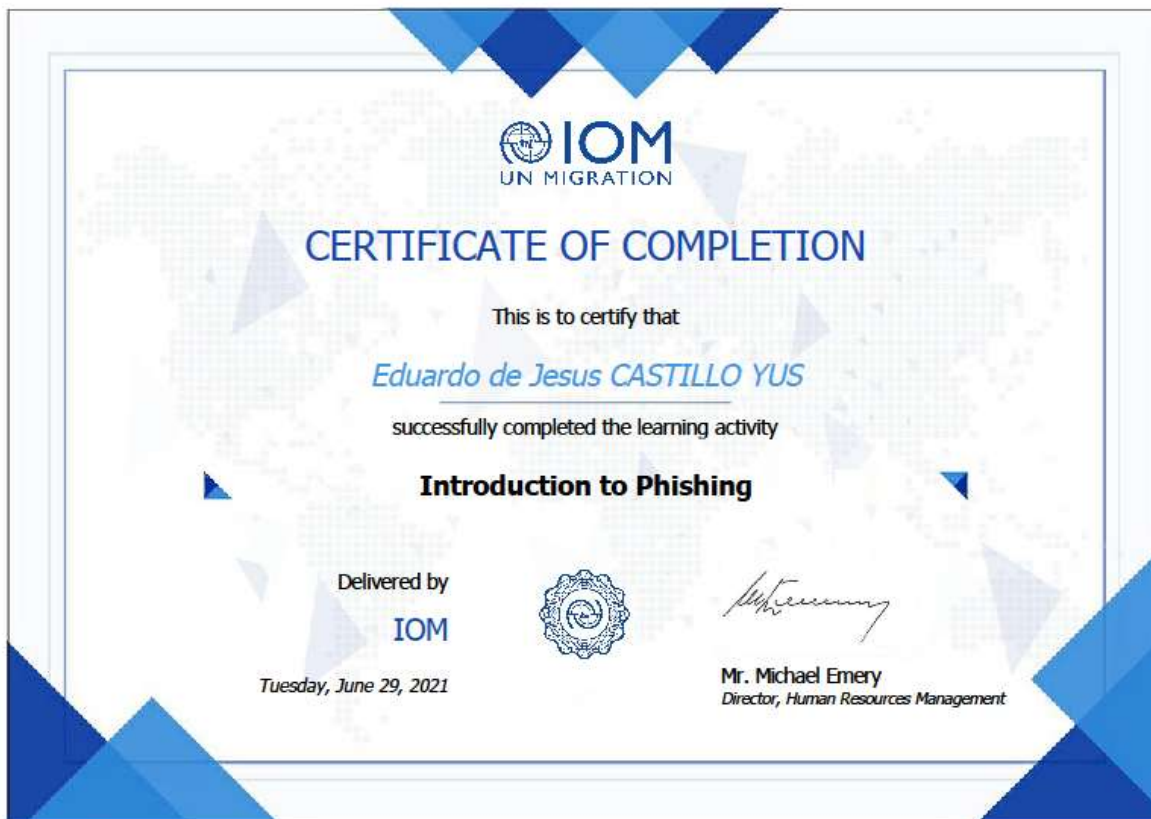 IOM
UN MIGRATION
CERTIFICATE OF COMPLETION
This is to certify that
Eduardo de Jesus CASTILLO YUS
successfully completed the learning activity
Introduction to Phishing
Delivered by
IOM
Tuesday, June 29, 2021
Mr. Michael Emery
Director, Human Resources Management